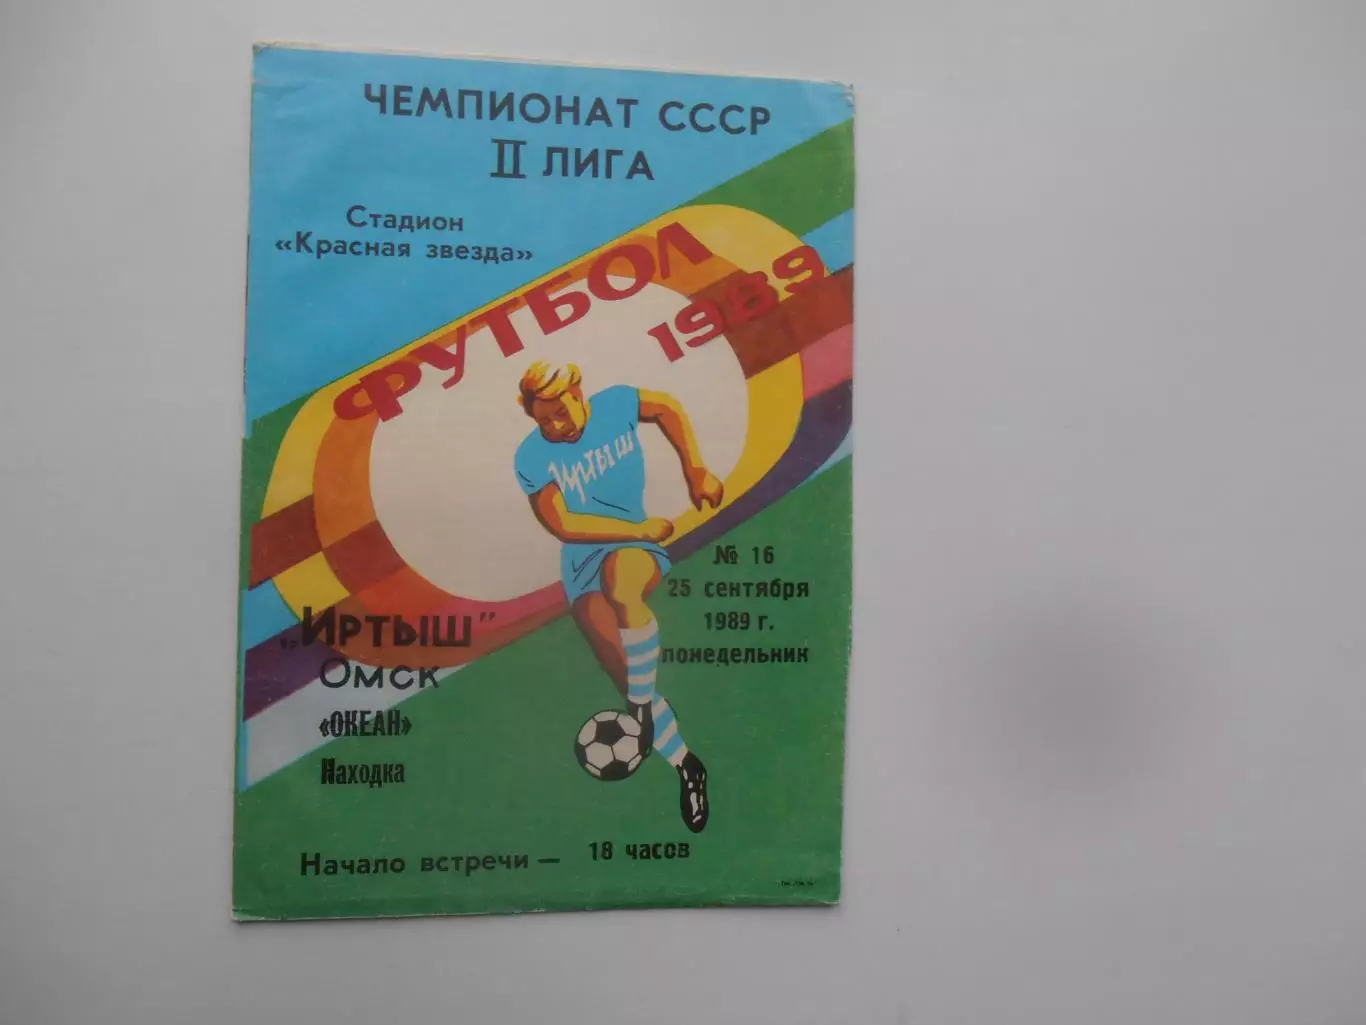 ЧЕМПИОНАТ СССР
II ЛИГА
Стадион
«Красная звезда»
ФУТБОЛ
1989
Иртыш
№ 16
25 сентября
1989 г.
понедельник
„ИРТЫШ”
ОМСК
«ОКЕАН»
Находка
Начало встречи — 18 часов